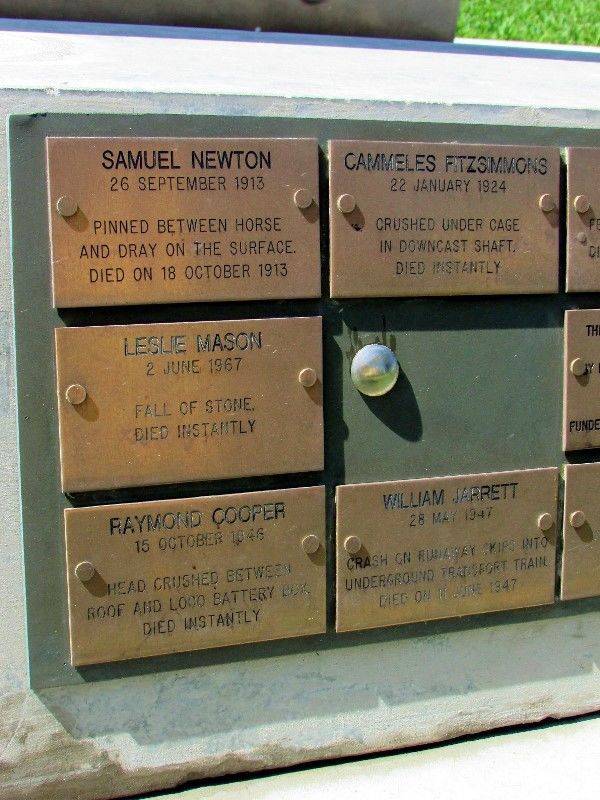 SAMUEL NEWTON
26 SEPTEMBER 1913
PINNED BETWEEN HORSE
AND DRAY ON THE SURFACE.
DIED ON 18 OCTOBER 1913
CAMMELES FITZSIMMONS
22 JANUARY 1924
CRUSHED UNDER CAGE
IN DOWNCAST SHAFT.
DIED INSTANTLY
LESLIE MASON
2 JUNE 1967
FALL OF STONE.
DIED INSTANTLY
RAYMOND COOPER
15 OCTOBER 1946
HEAD CRUSHED BETWEEN
ROOF AND LOCO BATTERY BOX.
DIED INSTANTLY
WILLIAM JARRETT
28 MAY 1947
CRASH ON RUNAWAY SKIPS INTO
UNDERGROUND TRANSPORT TRAIN.
DIED ON 11 JUNE 1947